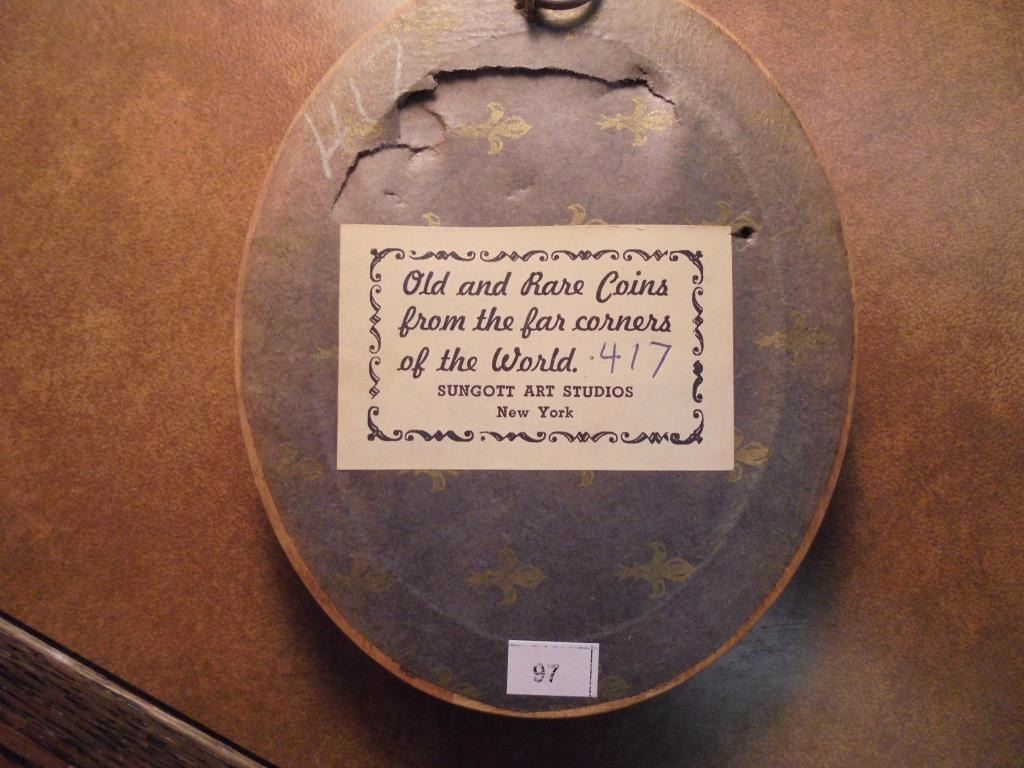 417
Old and Rare Coins
from the far corners
of the World. 417
SUNGOTT ART STUDIOS
New York
97